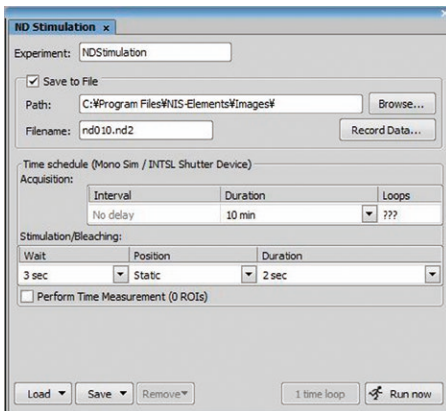 ND Stimulation x
Experiment: NDStimulation
Save to File
Path: C:¥Program Files¥NIS-Elements¥Images¥ Browse...
Filename: nd010.nd2 Record Data...
Time schedule (Mono Sim / INTSL Shutter Device)
Acquisition:
Interval Duration Loops
No delay 10 min ???
Stimulation/Bleaching:
Wait Position Duration
3 sec Static 2 sec
Perform Time Measurement (0 ROIs)
Load Save Remove 1 time loop Run now